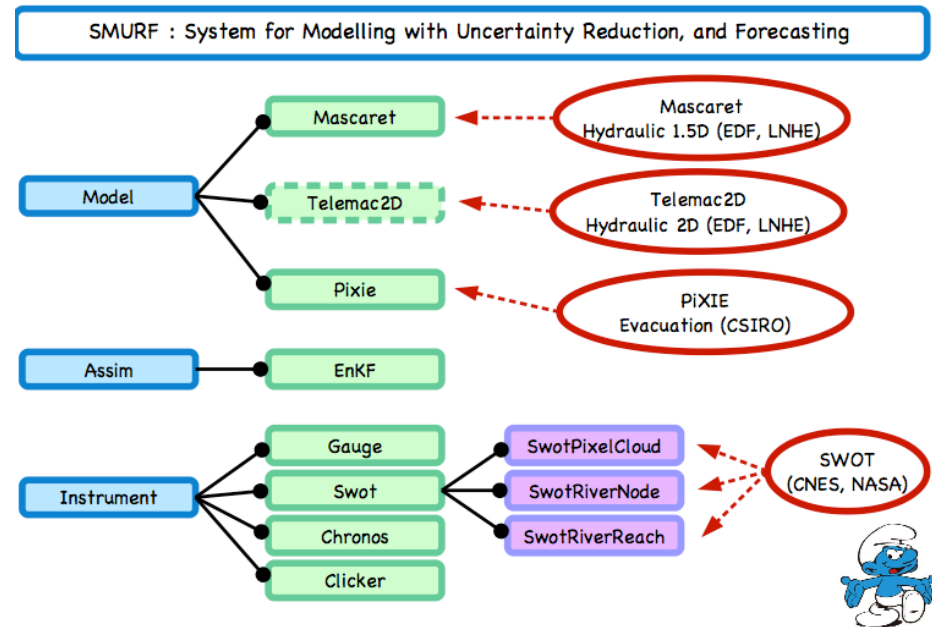 SMURF : System for Modelling with Uncertainty Reduction, and Forecasting
Mascaret
Mascaret
Hydraulic 1.5D (EDF, LNHE)
Model
Telemac2D
Telemac2D
Hydraulic 2D (EDF, LNHE)
Pixie
PiXIE
Evacuation (CSIRO)
Assim
EnKF
Gauge
SwotPixelCloud
Instrument
Swot
SwotRiverNode
SWOT
(CNES, NASA)
Chronos
SwotRiverReach
Clicker